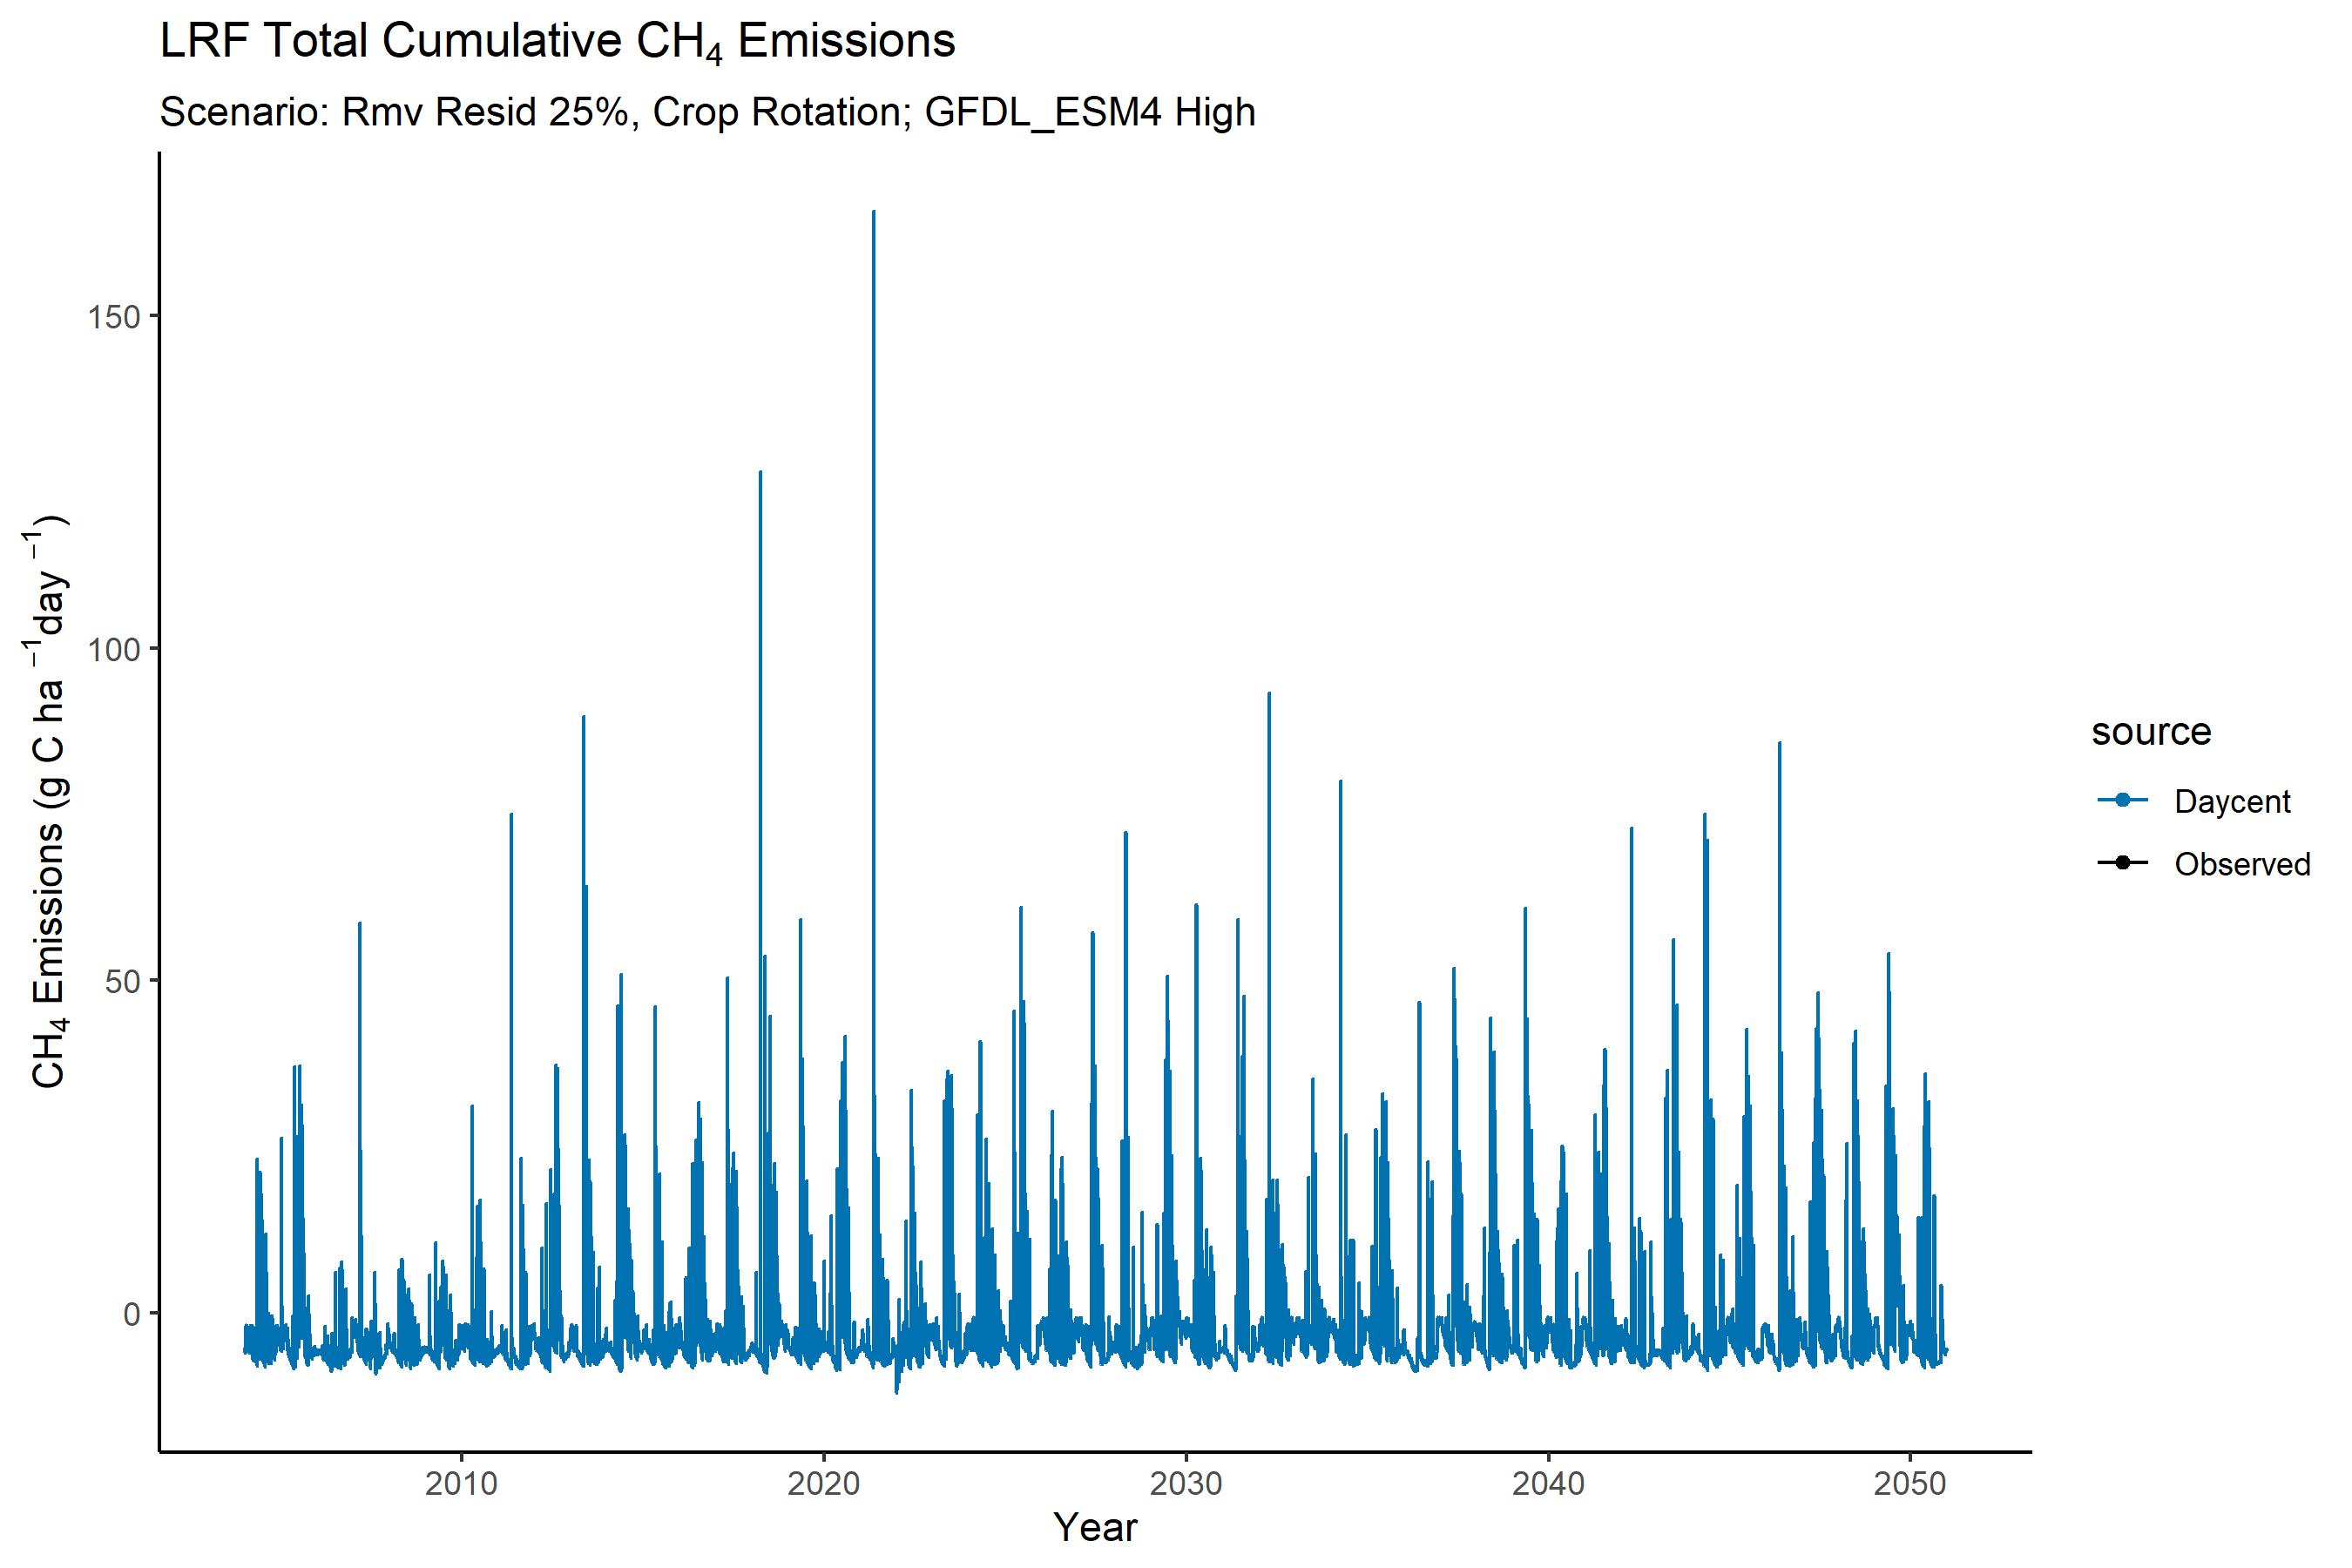 LRF Total Cumulative CH₄ Emissions
Scenario: Rmv Resid 25%, Crop Rotation; GFDL_ESM4 High
CH₄ Emissions (g C ha ⁻¹day ⁻¹)
150
100
50
0
2010 2020 2030 2040 2050
Year
source
Daycent
Observed